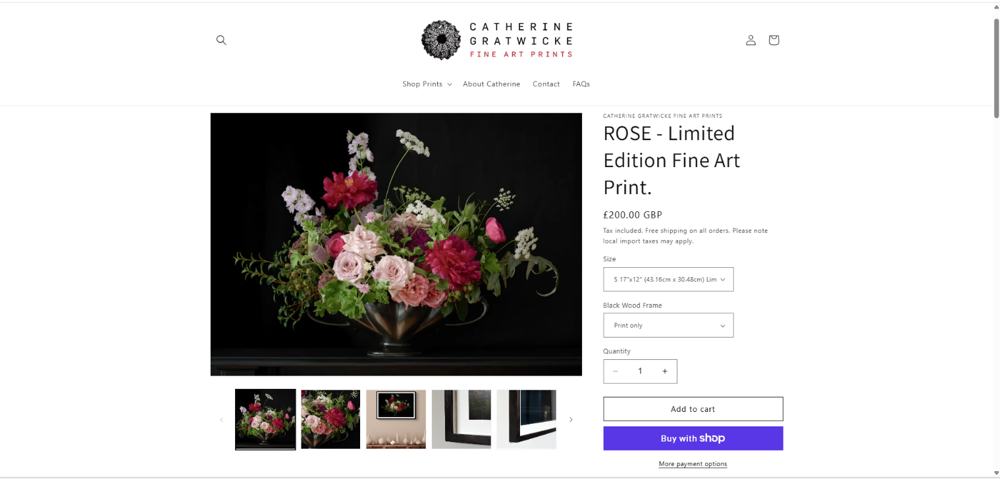 CATHERINE
GRATWICKE
FINE ART PRINTS
Shop Prints
About Catherine
Contact
FAQs
CATHERINE GRATWICKE FINE ART PRINTS
ROSE - Limited
Edition Fine Art
Print.
£200.00 GBP
Tax included. Free shipping on all orders. Please note
local import taxes may apply.
Size
S 17"x12" (43.16cm x 30.48cm) Lim
Black Wood Frame
Print only
Quantity
− 1 +
Add to cart
Buy with shop
More payment options